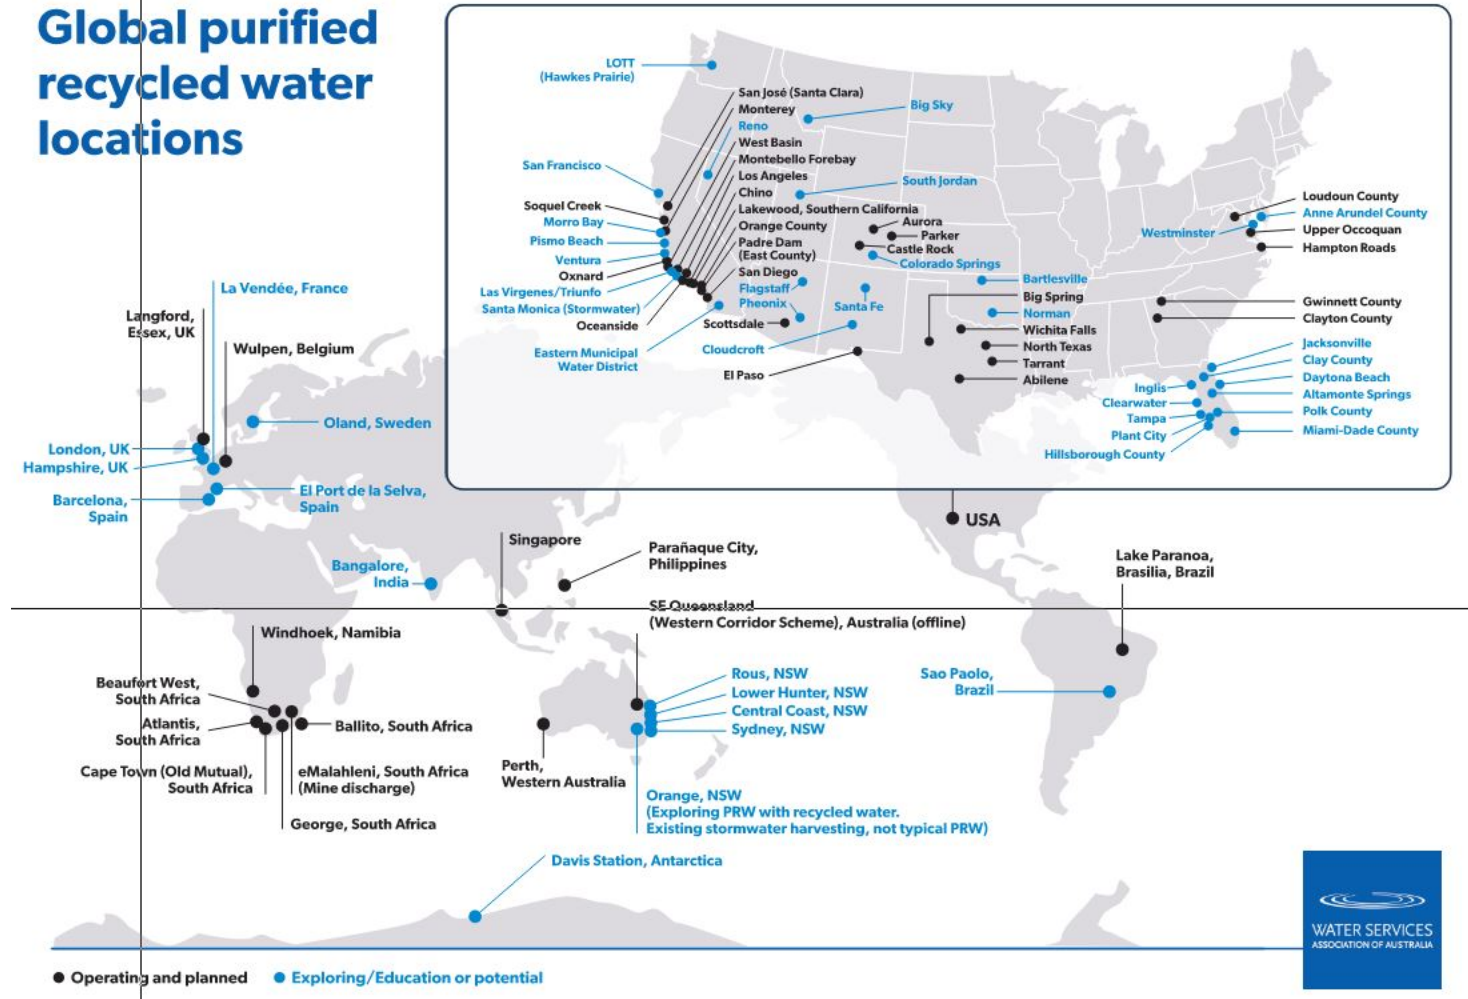 Global purified
recycled water
locations
LOTT
(Hawkes Prairie)
San José (Santa Clara)
Monterey
Reno
West Basin
Montebello Forebay
Los Angeles
Chino
Lakewood, Southern California
Orange County
Padre Dam
(East County)
San Diego
Flagstaff
Pheonix
Scottsdale
Cloudcroft
El Paso
San Francisco
Soquel Creek
Morro Bay
Pismo Beach
Ventura
Oxnard
Las Virgenes/Triunfo
Santa Monica (Stormwater)
Oceanside
Eastern Municipal
Water District
Big Sky
South Jordan
Aurora
Parker
Castle Rock
Colorado Springs
Santa Fe
Bartlesville
Big Spring
Norman
Wichita Falls
North Texas
Tarrant
Abilene
Loudoun County
Anne Arundel County
Westminster
Upper Occoquan
Hampton Roads
Gwinnett County
Clayton County
Jacksonville
Clay County
Daytona Beach
Altamonte Springs
Polk County
Miami-Dade County
Inglis
Clearwater
Tampa
Plant City
Hillsborough County
La Vendée, France
Langford,
Essex, UK
Wulpen, Belgium
Oland, Sweden
London, UK
Hampshire, UK
Barcelona,
Spain
El Port de la Selva,
Spain
Bangalore,
India
Singapore
Parañaque City,
Philippines
USA
Lake Paranoa,
Brasilia, Brazil
SE Queensland
(Western Corridor Scheme), Australia (offline)
Windhoek, Namibia
Beaufort West,
South Africa
Atlantis,
South Africa
Ballito, South Africa
Cape Town (Old Mutual),
South Africa
eMalahleni, South Africa
(Mine discharge)
George, South Africa
Rous, NSW
Lower Hunter, NSW
Central Coast, NSW
Sydney, NSW
Sao Paolo,
Brazil
Perth,
Western Australia
Orange, NSW
(Exploring PRW with recycled water.
Existing stormwater harvesting, not typical PRW)
Davis Station, Antarctica
WATER SERVICES
ASSOCIATION OF AUSTRALIA
Operating and planned
Exploring/Education or potential